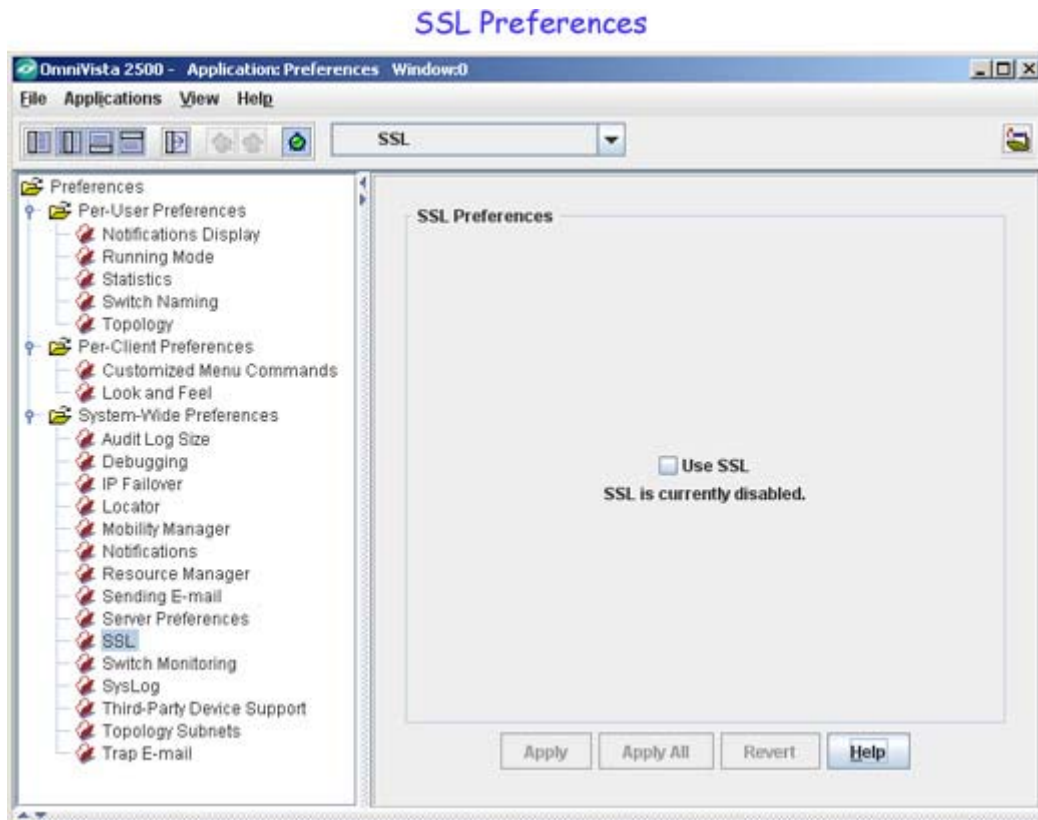 SSL Preferences
OmniVista 2500 - Application: Preferences Window:0
File Applications View Help
SSL
Preferences
Per-User Preferences
Notifications Display
Running Mode
Statistics
Switch Naming
Topology
Per-Client Preferences
Customized Menu Commands
Look and Feel
System-Wide Preferences
Audit Log Size
Debugging
IP Failover
Locator
Mobility Manager
Notifications
Resource Manager
Sending E-mail
Server Preferences
SSL
Switch Monitoring
SysLog
Third-Party Device Support
Topology Subnets
Trap E-mail
SSL Preferences
Use SSL
SSL is currently disabled.
Apply Apply All Revert Help